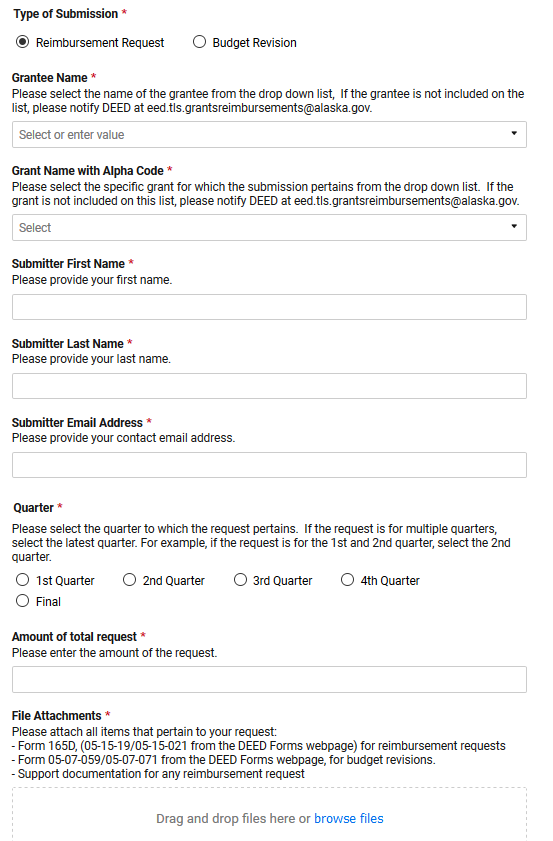 Type of Submission *
Reimbursement Request
Budget Revision
Grantee Name *
Please select the name of the grantee from the drop down list,  If the grantee is not included on the
list, please notify DEED at eed.tls.grantsreimbursements@alaska.gov.
Select or enter value
Grant Name with Alpha Code *
Please select the specific grant for which the submission pertains from the drop down list.  If the
grant is not included on this list, please notify DEED at eed.tls.grantsreimbursements@alaska.gov.
Select
Submitter First Name *
Please provide your first name.
Submitter Last Name *
Please provide your last name.
Submitter Email Address *
Please provide your contact email address.
Quarter *
Please select the quarter to which the request pertains.  If the request is for multiple quarters,
select the latest quarter. For example, if the request is for the 1st and 2nd quarter, select the 2nd
quarter.
1st Quarter
2nd Quarter
3rd Quarter
4th Quarter
Final
Amount of total request *
Please enter the amount of the request.
File Attachments *
Please attach all items that pertain to your request:
- Form 165D, (05-15-19/05-15-021 from the DEED Forms webpage) for reimbursement requests
- Form 05-07-059/05-07-071 from the DEED Forms webpage, for budget revisions.
- Support documentation for any reimbursement request
Drag and drop files here or browse files